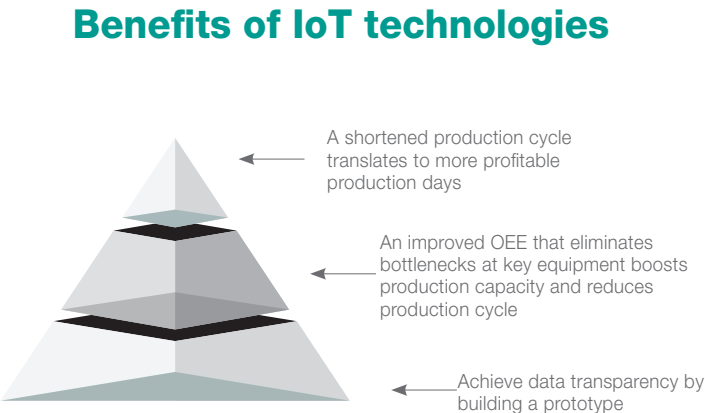 Benefits of IoT technologies
A shortened production cycle
translates to more profitable
production days
An improved OEE that eliminates
bottlenecks at key equipment boosts
production capacity and reduces
production cycle
Achieve data transparency by
building a prototype